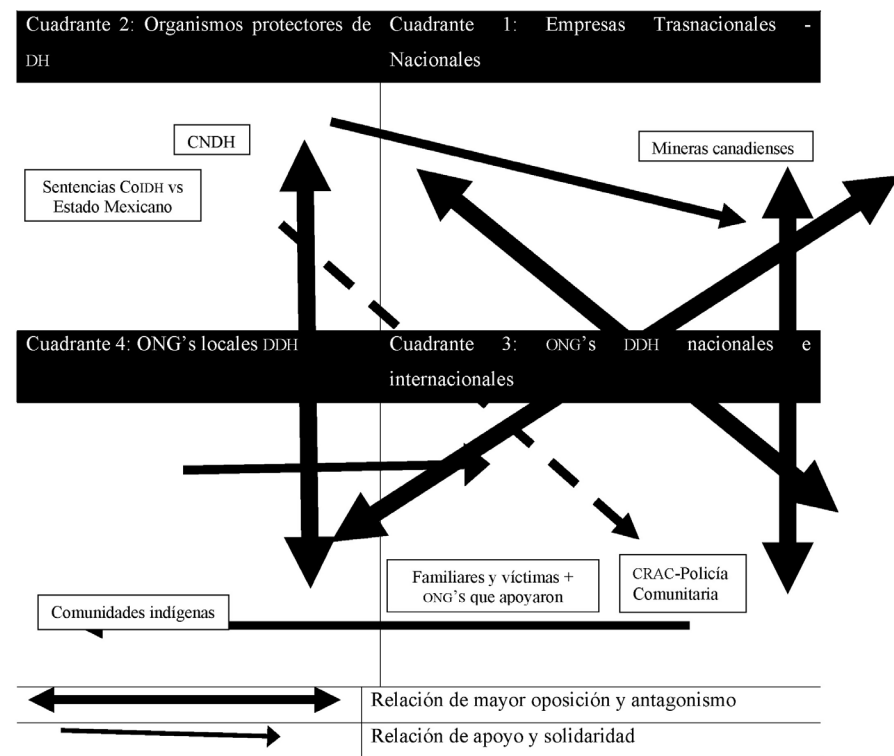 Cuadrante 2: Organismos protectores de
DH
Cuadrante 1: Empresas Trasnacionales -
Nacionales
CNDH
Sentencias CoIDH vs
Estado Mexicano
Mineras canadienses
Cuadrante 4: ONG's locales DDH
Cuadrante 3: ONG's DDH nacionales e
internacionales
Familiares y víctimas +
ONG'S que apoyaron
CRAC-Policía
Comunitaria
Comunidades indígenas
Relación de mayor oposición y antagonismo
Relación de apoyo y solidaridad